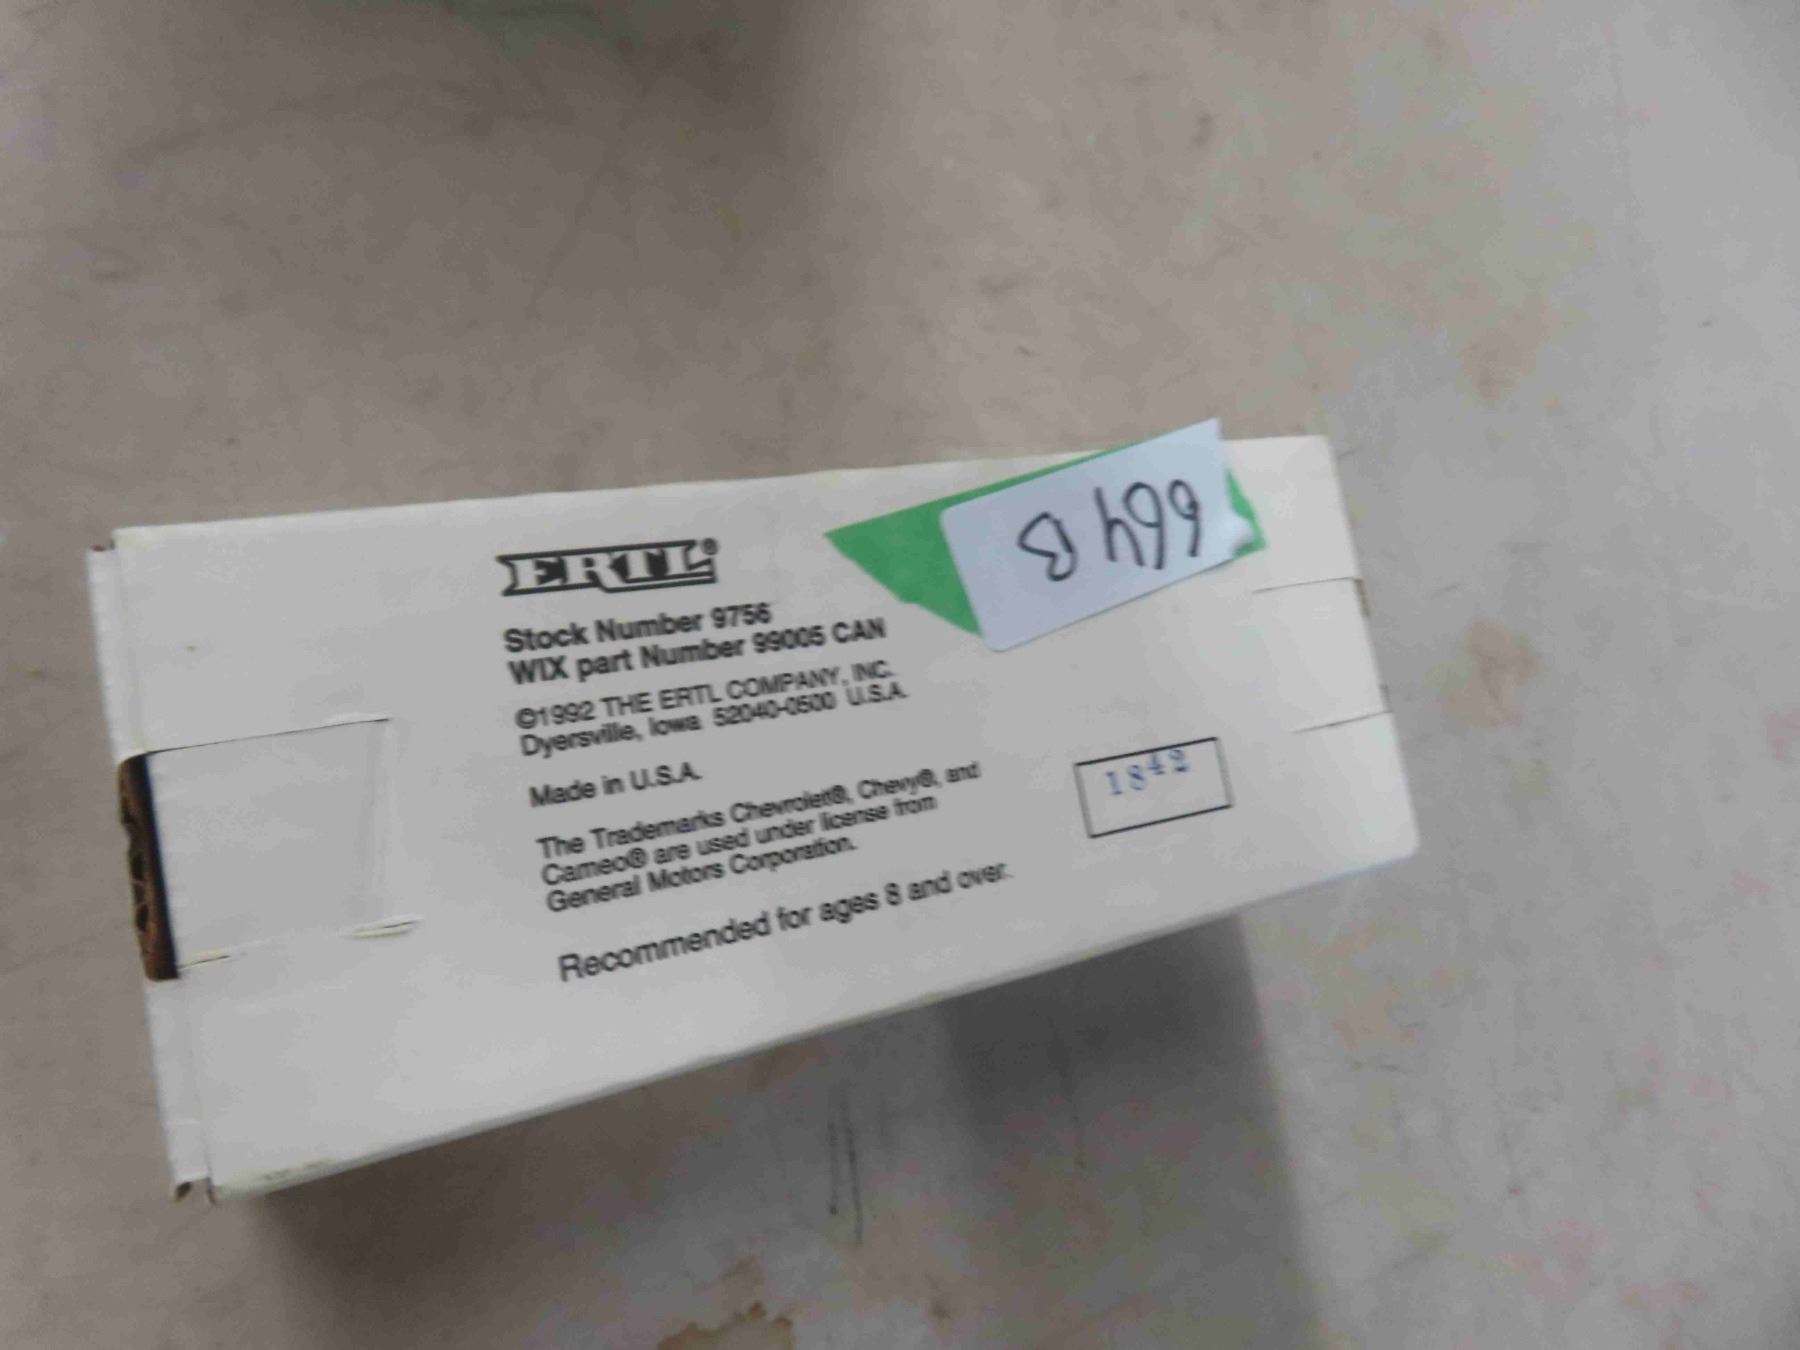 ERTL®
Stock Number 9756
WIX part Number 99005 CAN
©1992 THE ERTL COMPANY, INC.
Dyersville, Iowa 52040-0500 U.S.A.
Made in U.S.A.
The Trademarks Chevrolet®, Chevy®, and
Cameo® are used under license from
General Motors Corporation.
Recommended for ages 8 and over.
664 B
1842